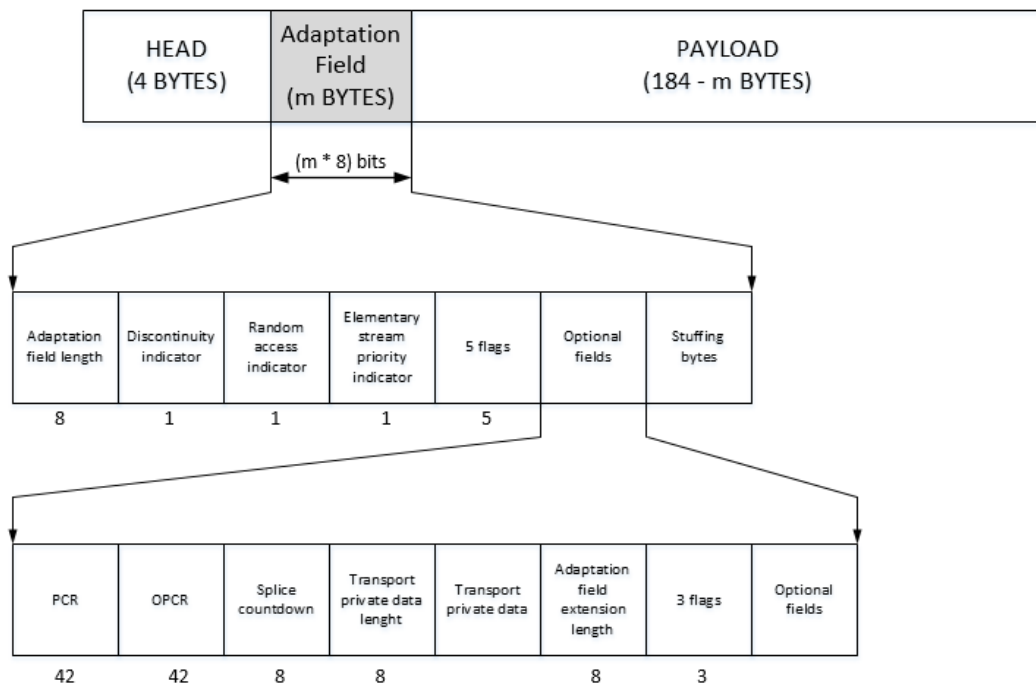 HEAD
(4 BYTES)
Adaptation
Field
(m BYTES)
PAYLOAD
(184 - m BYTES)
(m * 8) bits
Adaptation
field length
Discontinuity
indicator
Random
access
indicator
Elementary
stream
priority
indicator
5 flags
Optional
fields
Stuffing
bytes
8
1
1
1
5
PCR
OPCR
Splice
countdown
Transport
private data
lenght
Transport
private data
Adaptation
field
extension
length
3 flags
Optional
fields
42
42
8
8
8
3